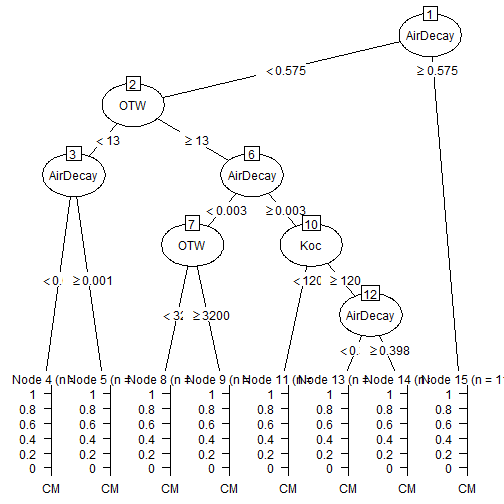 1
AirDecay
< 0.575
≥ 0.575
2
OTW
< 13
≥ 13
3
AirDecay
6
AirDecay
< 0.003
≥ 0.003
7
OTW
10
Koc
< 0.
≥ 0.001
< 32
≥ 3200
< 120
≥ 120
12
AirDecay
< 0.
≥ 0.398
Node 4 (n
Node 5 (n =
Node 8 (n =
Node 9 (n =
Node 11 (n =
Node 13 (n =
Node 14 (n
Node 15 (n = 1
1 1 1 1 1 1 1 1
0.8 0.8 0.8 0.8 0.8 0.8 0.8 0.8
0.6 0.6 0.6 0.6 0.6 0.6 0.6 0.6
0.4 0.4 0.4 0.4 0.4 0.4 0.4 0.4
0.2 0.2 0.2 0.2 0.2 0.2 0.2 0.2
0 0 0 0 0 0 0 0
CM CM CM CM CM CM CM CM